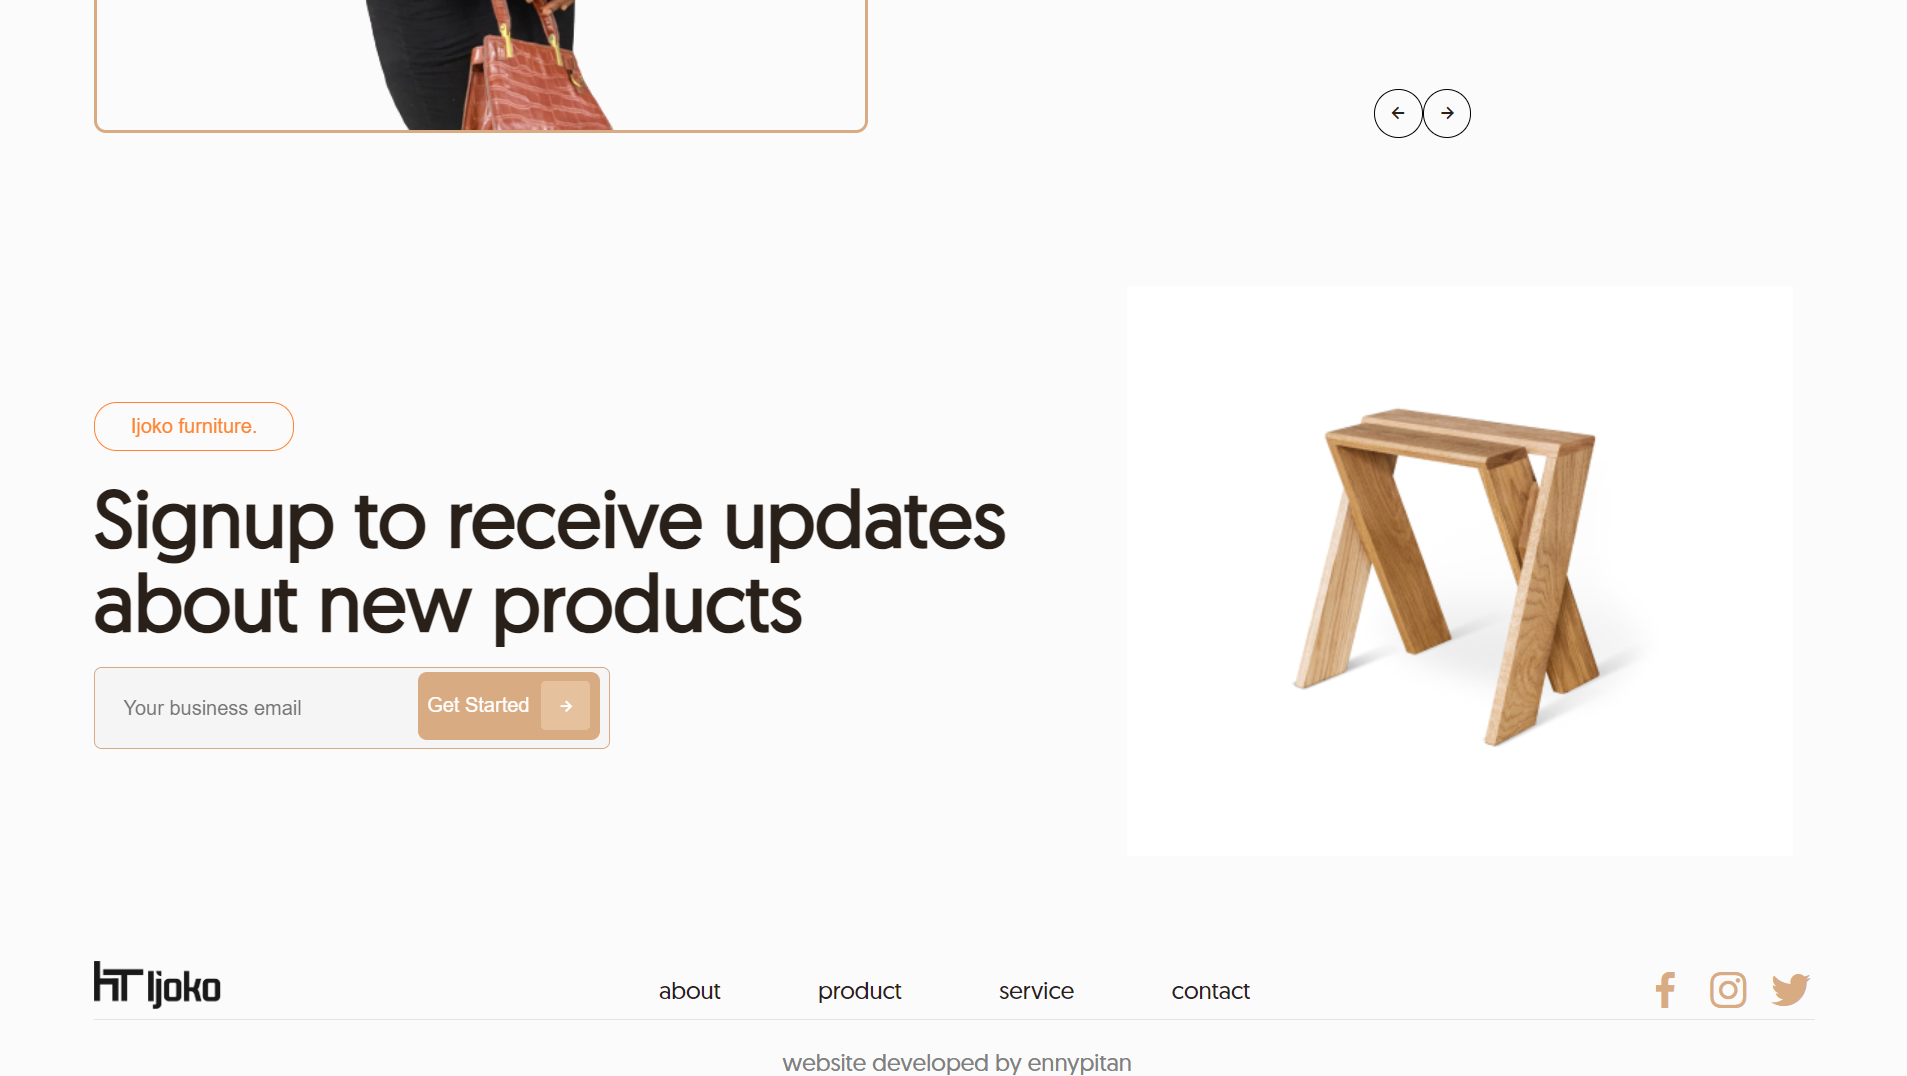 Ijoko furniture.
Signup to receive updates
about new products
Your business email
Get Started
Ijoko
about
product
service
contact
website developed by ennypitan